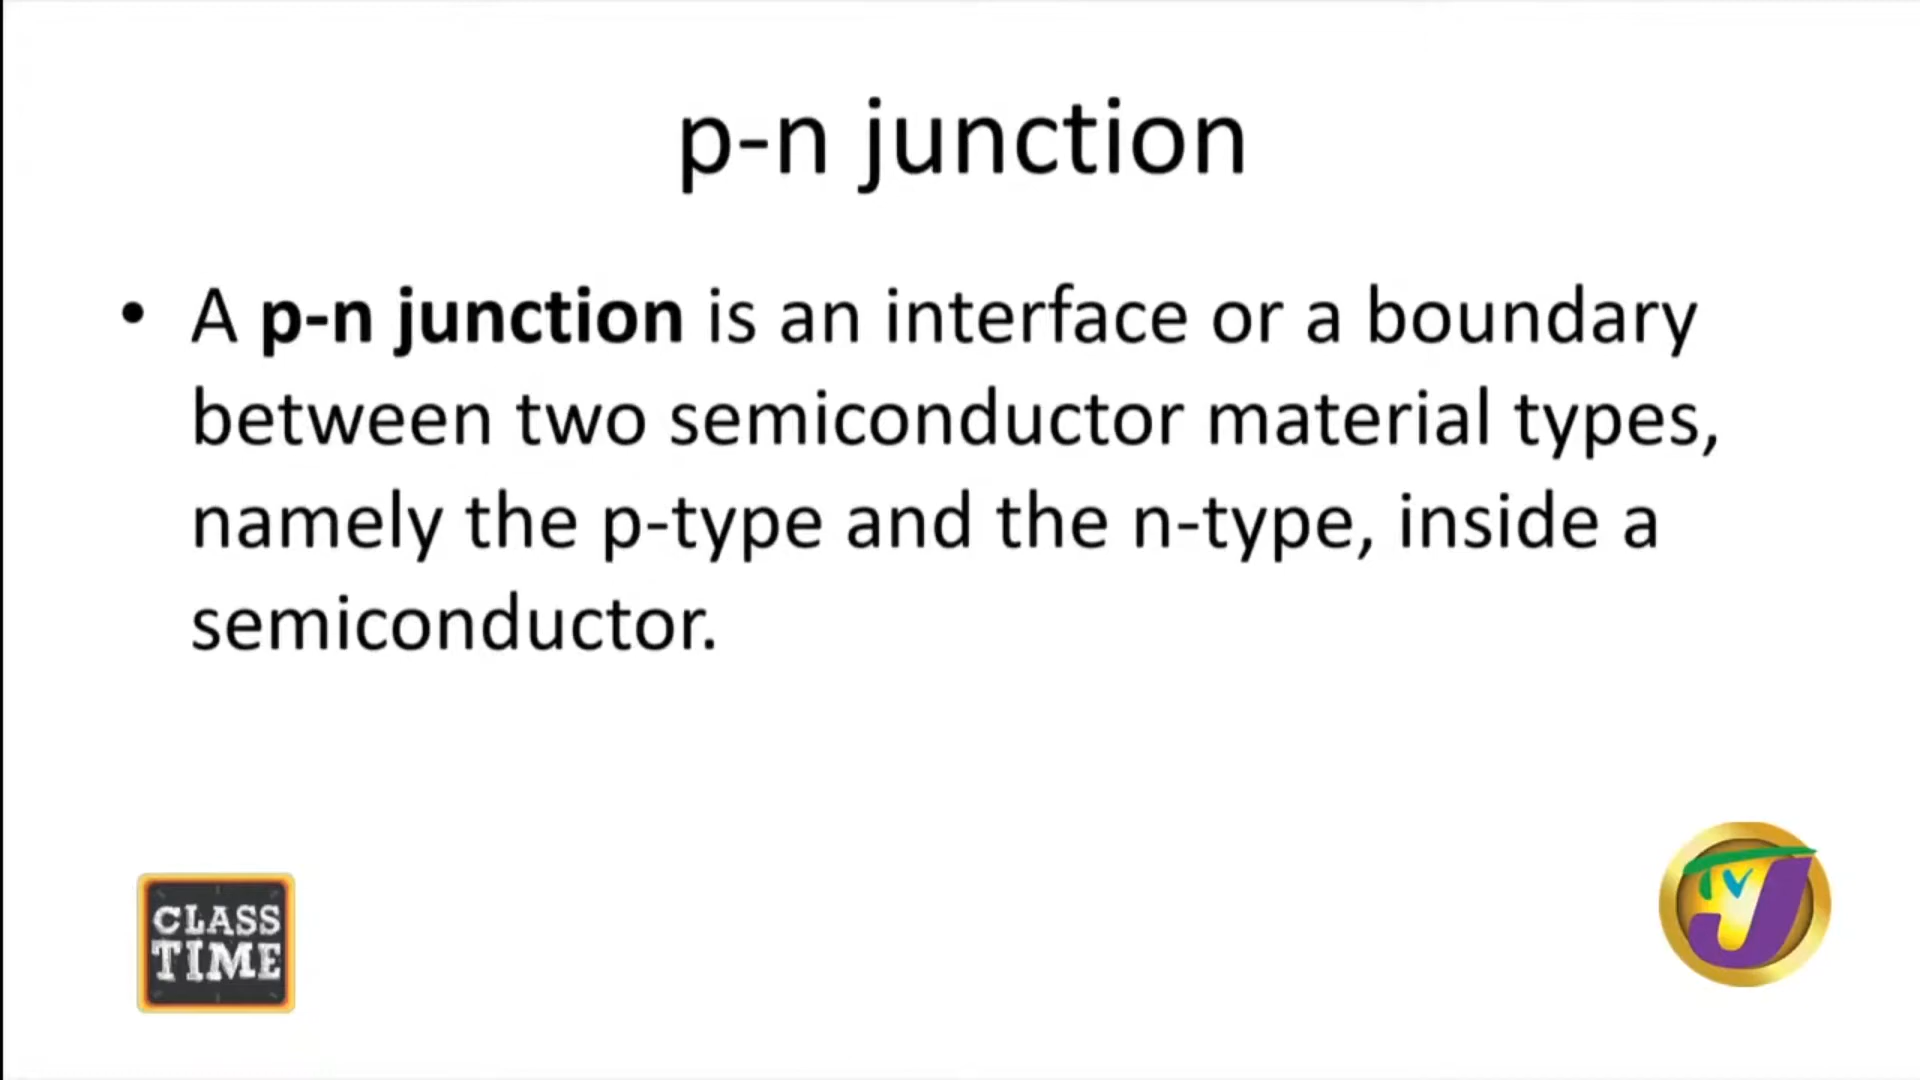 p-n junction
• A p-n junction is an interface or a boundary
between two semiconductor material types,
namely the p-type and the n-type, inside a
semiconductor.
CLASS
TIME
TVJ